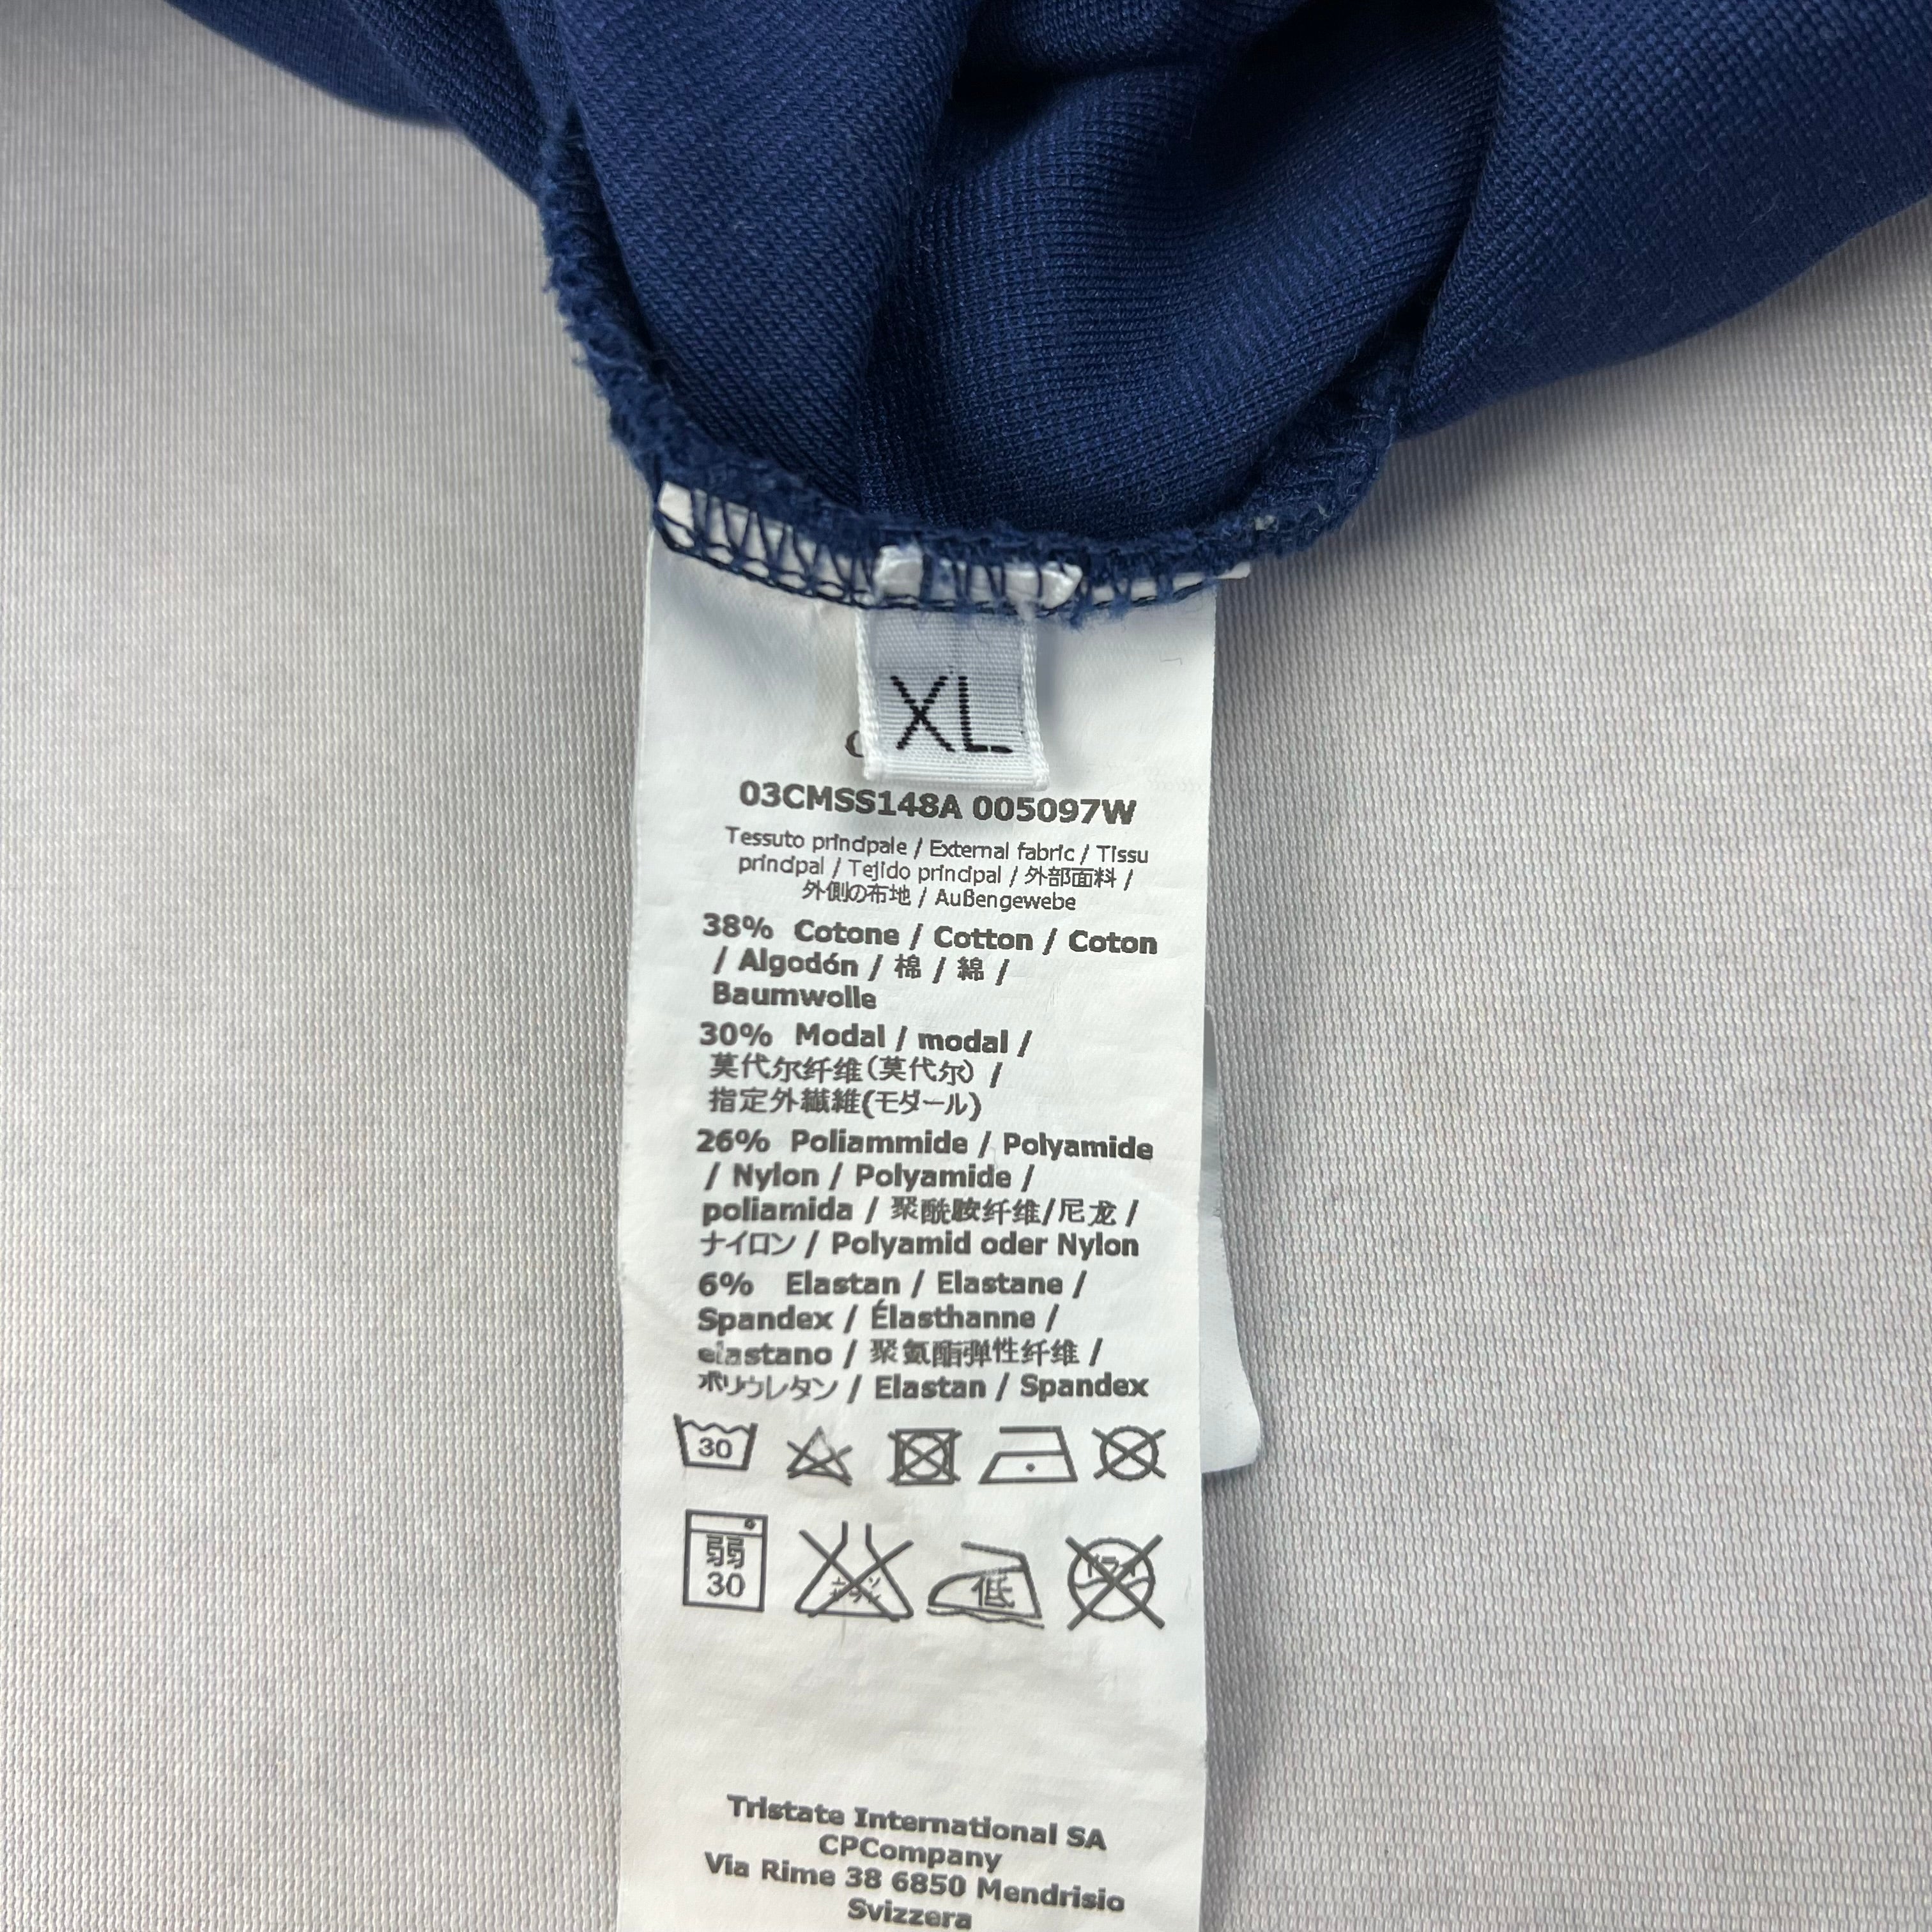 XL
03CMSS148A 005097W
Tessuto principale / External fabric / Tissu
principal / Tejido principal / 外部面料 /
外側の布地 / Außengewebe
38% Cotone / Cotton / Coton
/ Algodón / 棉 / 綿 /
Baumwolle
30% Modal / modal /
莫代尔纤维(莫代尔) /
指定外繊維(モダール)
26% Poliammide / Polyamide
/ Nylon / Polyamide /
poliamida / 聚酰胺纤维/尼龙 /
ナイロン / Polyamid oder Nylon
6% Elastan / Elastane /
Spandex / Élasthanne /
elastano / 聚氨酯弹性纤维 /
ポリウレタン / Elastan / Spandex
30
弱
30
低
Tristate International SA
CPCompany
Via Rime 38 6850 Mendrisio
Svizzera